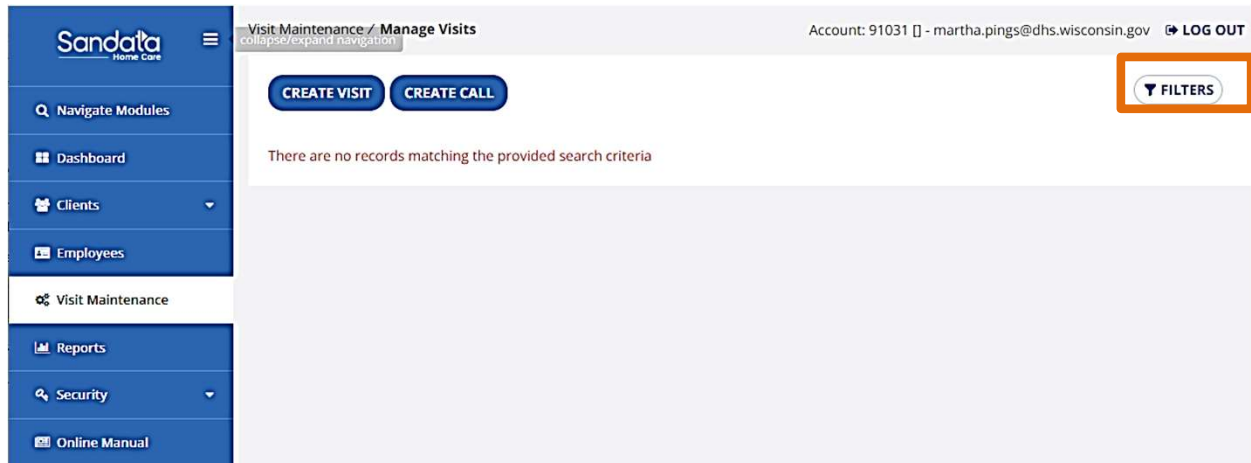 Sandata
Home Care
collapse/expand navigation
Visit Maintenance / Manage Visits
Account: 91031 [] - martha.pings@dhs.wisconsin.gov
LOG OUT
CREATE VISIT
CREATE CALL
FILTERS
There are no records matching the provided search criteria
Navigate Modules
Dashboard
Clients
Employees
Visit Maintenance
Reports
Security
Online Manual